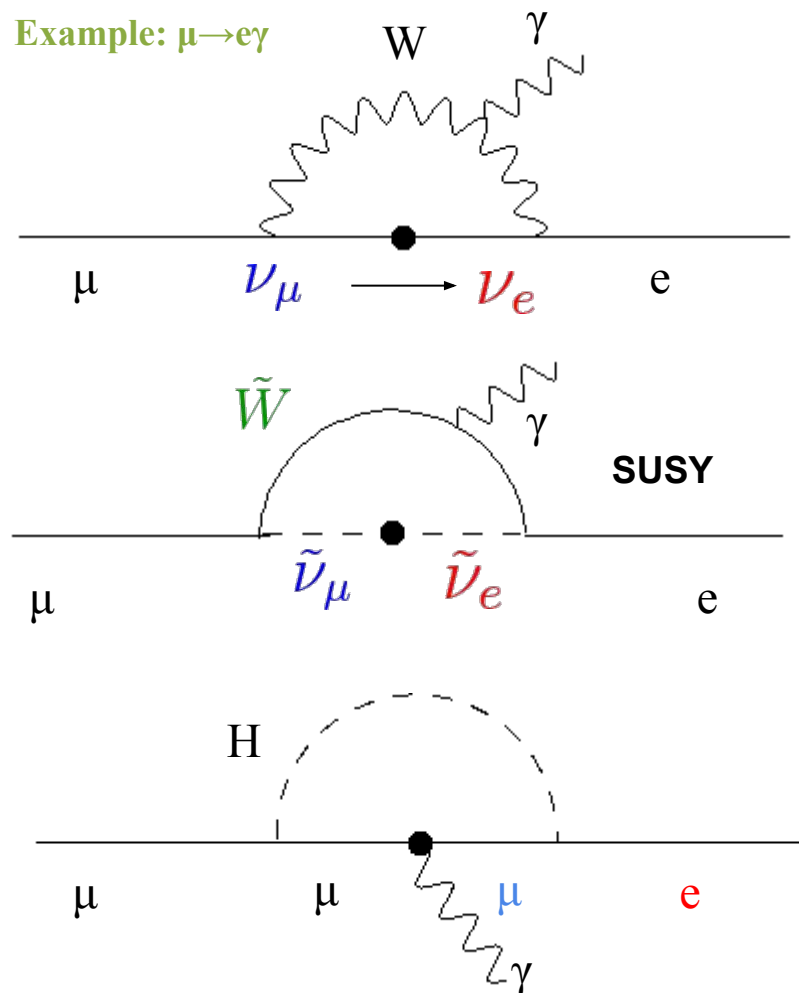 Example: μ→eγ
W γ
μ ν_μ → ν_e e
W̃
γ
SUSY
ν̃_μ ν̃_e
μ e
H
μ μ μ e
γ